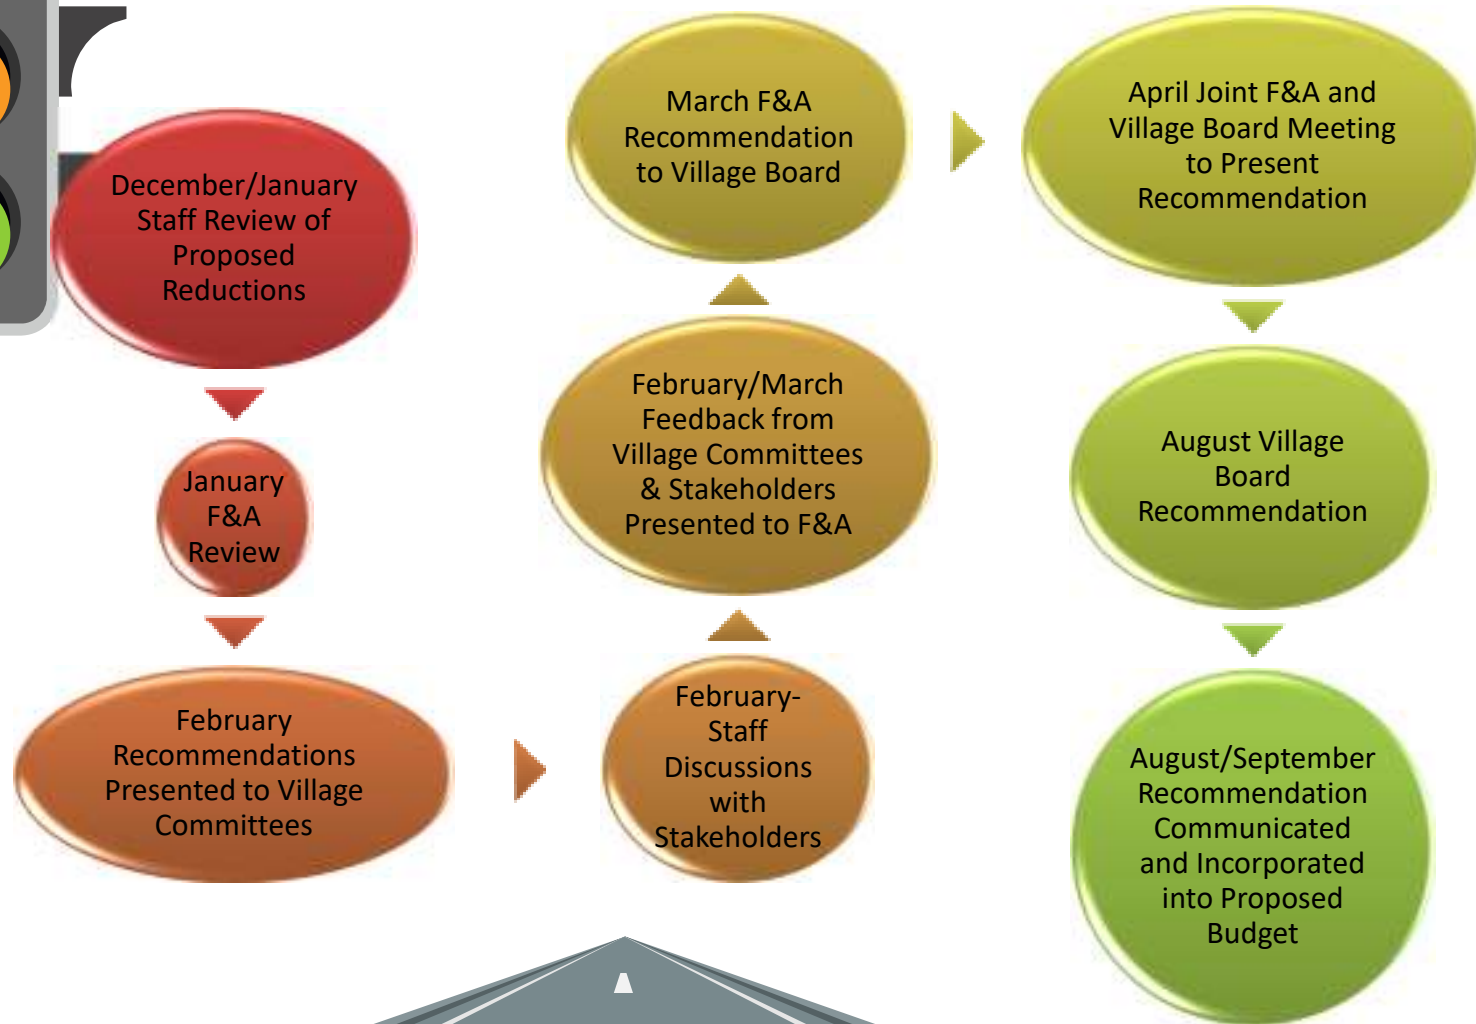 December/January
Staff Review of
Proposed
Reductions
January
F&A
Review
February
Recommendations
Presented to Village
Committees
February-
Staff
Discussions
with
Stakeholders
February/March
Feedback from
Village Committees
& Stakeholders
Presented to F&A
March F&A
Recommendation
to Village Board
April Joint F&A and
Village Board Meeting
to Present
Recommendation
August Village
Board
Recommendation
August/September
Recommendation
Communicated
and Incorporated
into Proposed
Budget